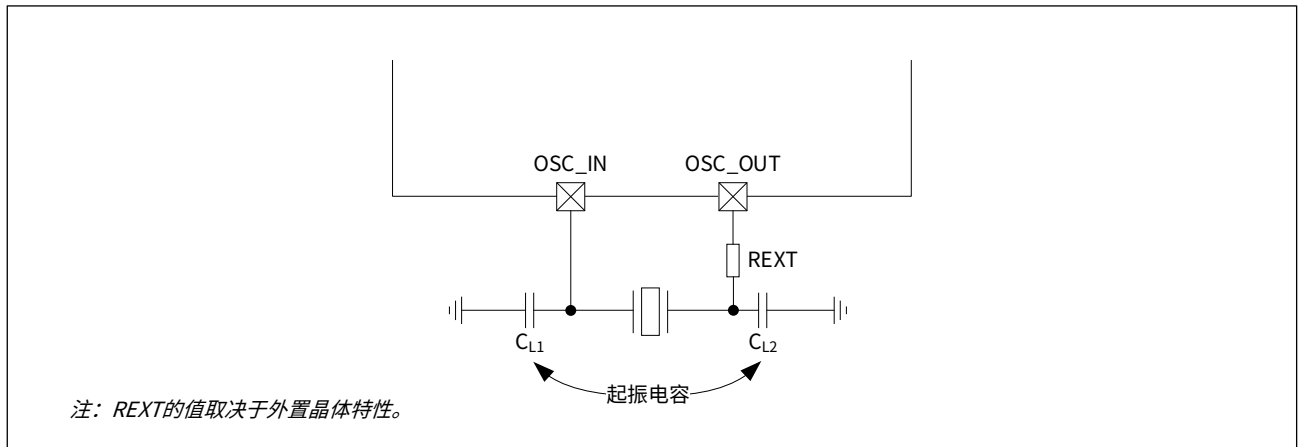 OSC_IN
OSC_OUT
REXT
CL1
CL2
起振电容
注：REXT的值取决于外置晶体特性。